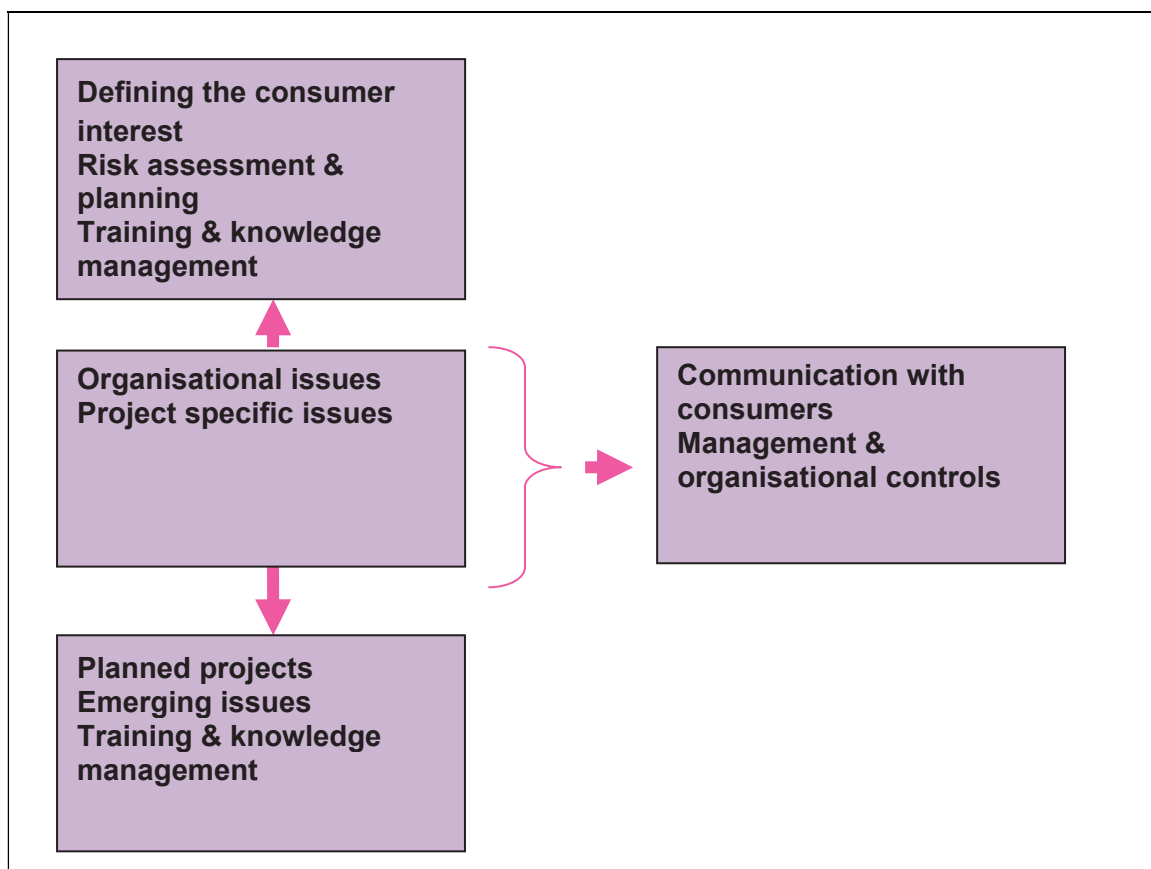 Defining the consumer
interest
Risk assessment &
planning
Training & knowledge
management
Organisational issues
Project specific issues
Communication with
consumers
Management &
organisational controls
Planned projects
Emerging issues
Training & knowledge
management